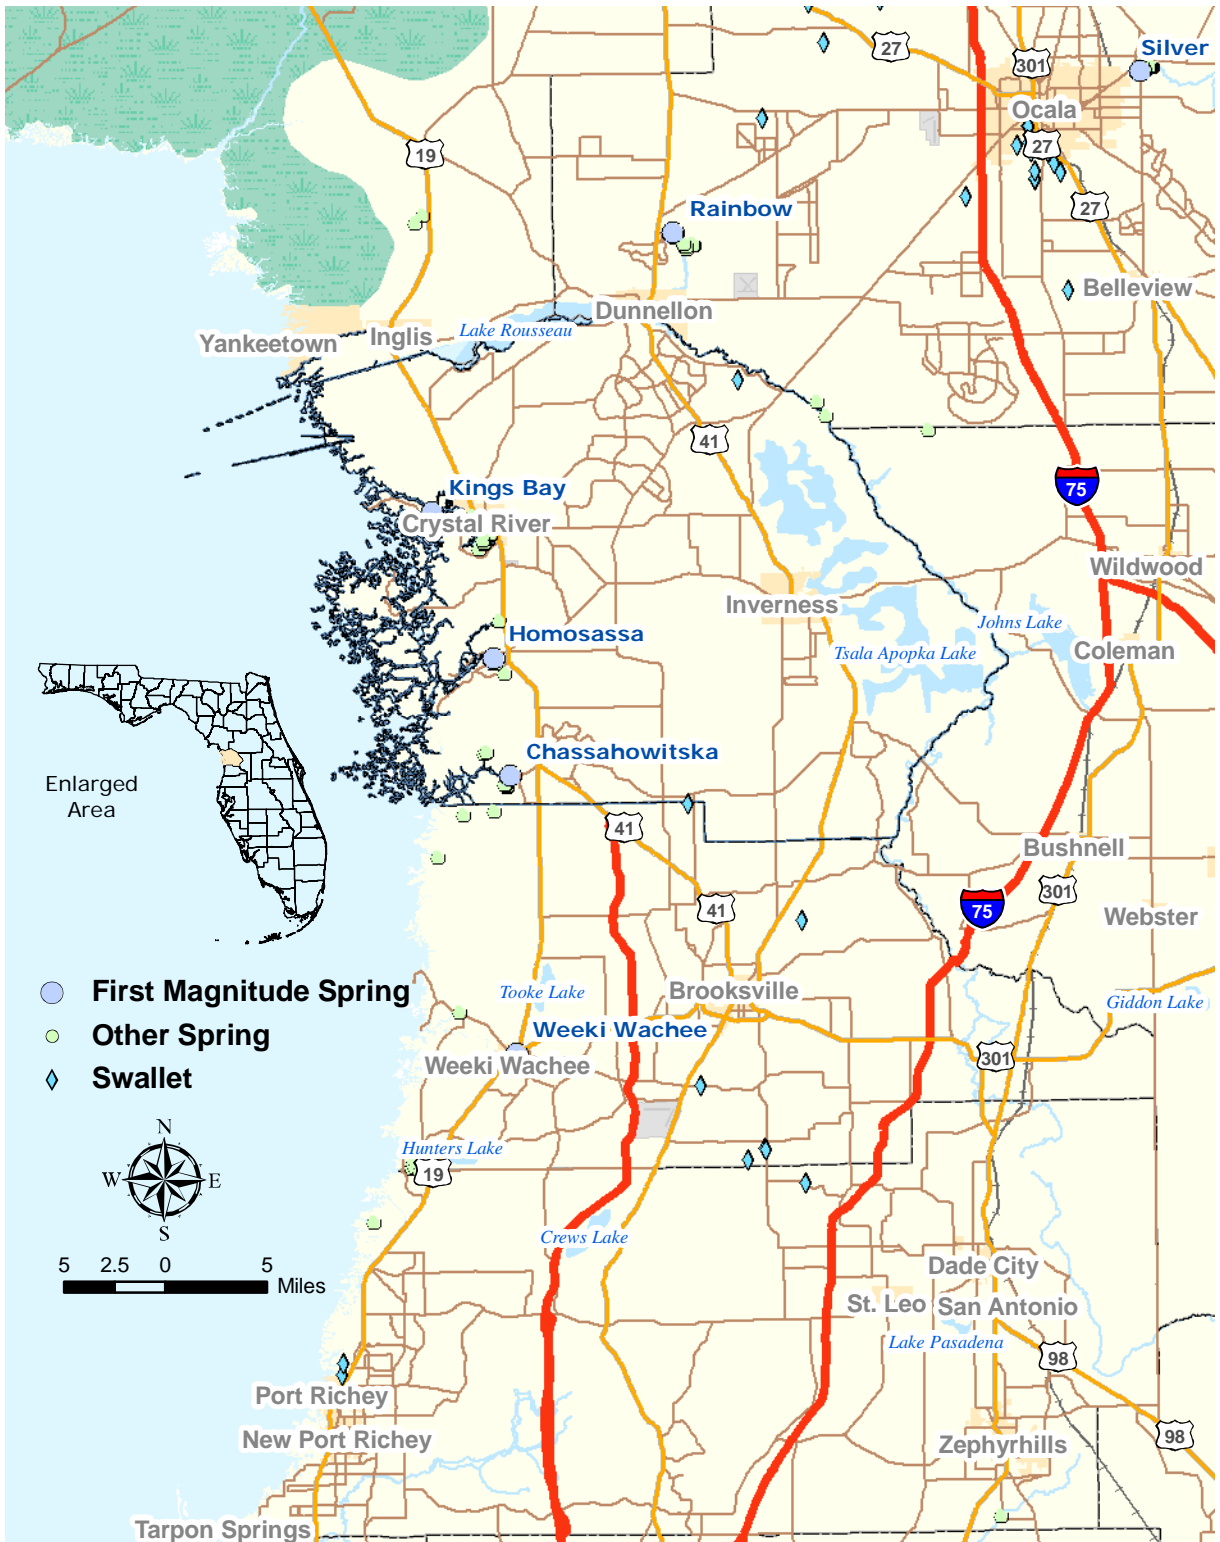 Silver
27
301
Ocala
27
19
27
Rainbow
Belleview
Dunnellon
Lake Rousseau
Yankeetown
Inglis
41
Kings Bay
75
Crystal River
Wildwood
Inverness
Johns Lake
Homosassa
Tsala Apopka Lake
Coleman
Chassahowitska
Enlarged
Area
41
Bushnell
301
41
75
Webster
First Magnitude Spring
Tooke Lake
Brooksville
Giddon Lake
Other Spring
Weeki Wachee
301
Weeki Wachee
Swallet
N
Hunters Lake
19
W
E
S
Crews Lake
5
2.5
0
5
Miles
Dade City
St. Leo
San Antonio
Lake Pasadena
98
Port Richey
98
New Port Richey
Zephyrhills
Tarpon Springs